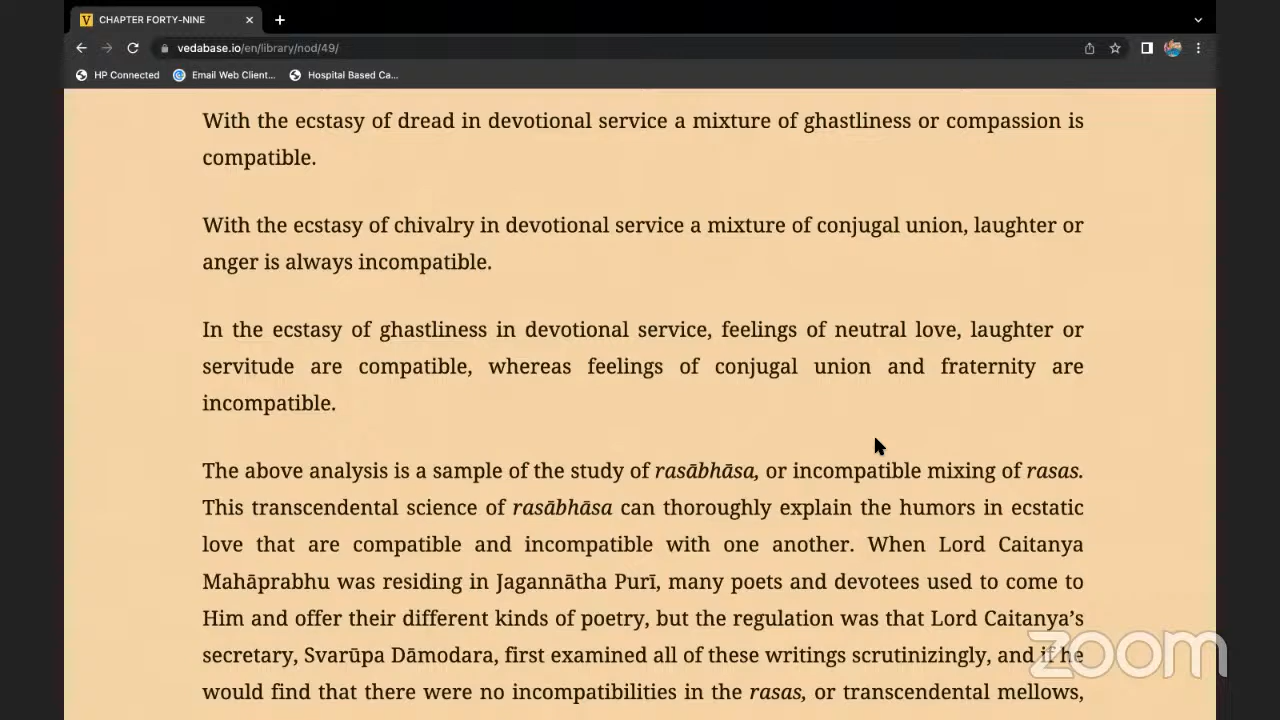 V CHAPTER FORTY-NINE
vedabase.io/en/library/nod/49/
HP Connected Email Web Client... Hospital Based Ca...
With the ecstasy of dread in devotional service a mixture of ghastliness or compassion is
compatible.
With the ecstasy of chivalry in devotional service a mixture of conjugal union, laughter or
anger is always incompatible.
In the ecstasy of ghastliness in devotional service, feelings of neutral love, laughter or
servitude are compatible, whereas feelings of conjugal union and fraternity are
incompatible.
The above analysis is a sample of the study of rasābhāsa, or incompatible mixing of rasas.
This transcendental science of rasābhāsa can thoroughly explain the humors in ecstatic
love that are compatible and incompatible with one another. When Lord Caitanya
Mahāprabhu was residing in Jagannātha Purī, many poets and devotees used to come to
Him and offer their different kinds of poetry, but the regulation was that Lord Caitanya’s
secretary, Svarūpa Dāmodara, first examined all of these writings scrutinizingly, and if he
would find that there were no incompatibilities in the rasas, or transcendental mellows,
zoom